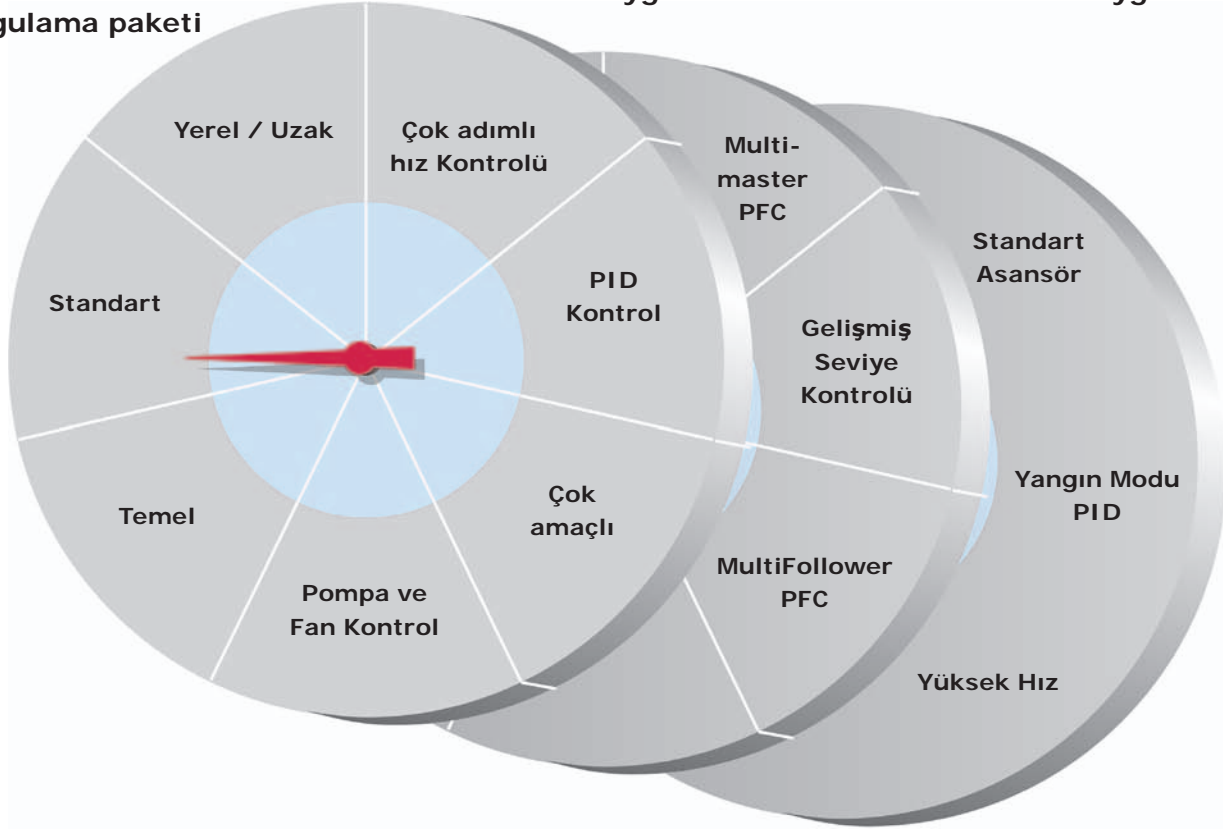 gulama paketi
Yerel / Uzak
Çok adımlı
hız Kontrolü
PID
Kontrol
Çok
amaçlı
Pompa ve
Fan Kontrol
Temel
Standart
Multi-
master
PFC
Gelişmiş
Seviye
Kontrolü
MultiFollower
PFC
Standart
Asansör
Yangın Modu
PID
Yüksek Hız